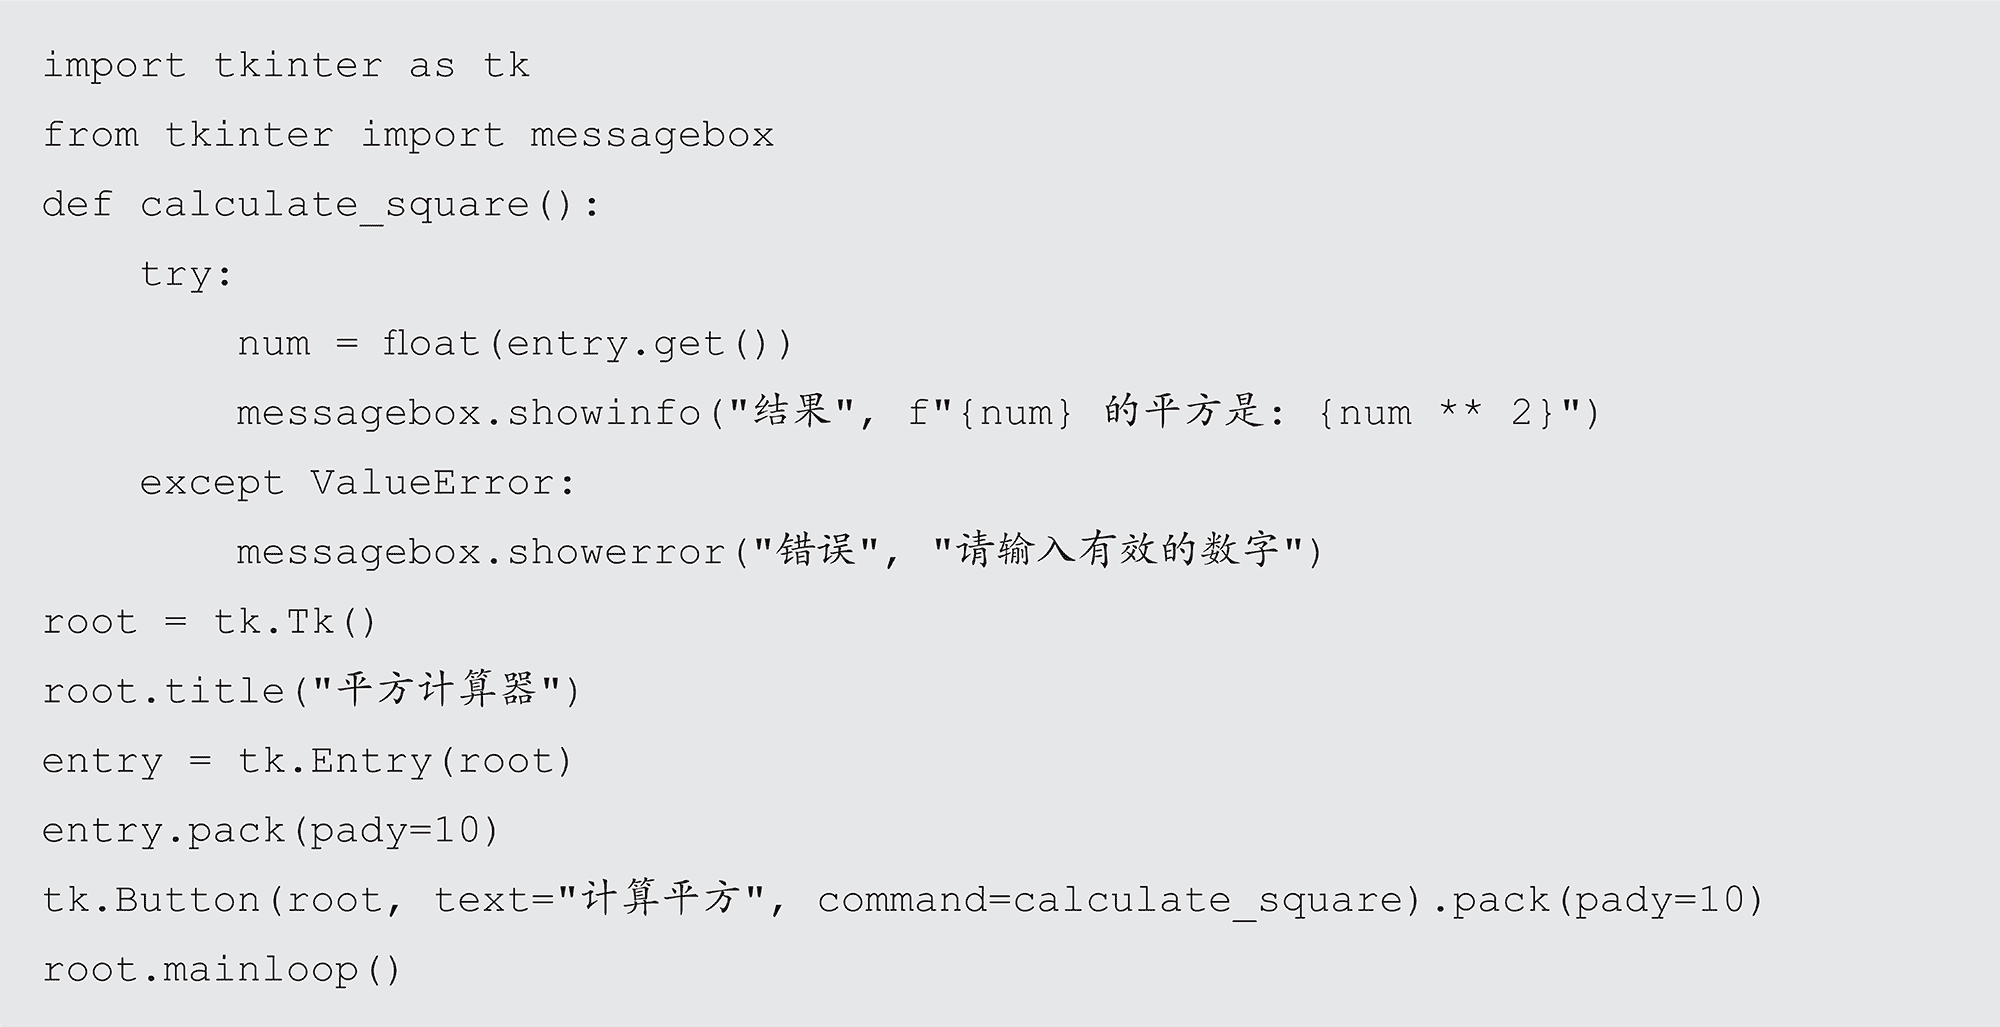 import tkinter as tk
from tkinter import messagebox
def calculate_square():
    try:
        num = float(entry.get())
        messagebox.showinfo("结果", f"{num} 的平方是: {num ** 2}")
    except ValueError:
        messagebox.showerror("错误", "请输入有效的数字")
root = tk.Tk()
root.title("平方计算器")
entry = tk.Entry(root)
entry.pack(pady=10)
tk.Button(root, text="计算平方", command=calculate_square).pack(pady=10)
root.mainloop()